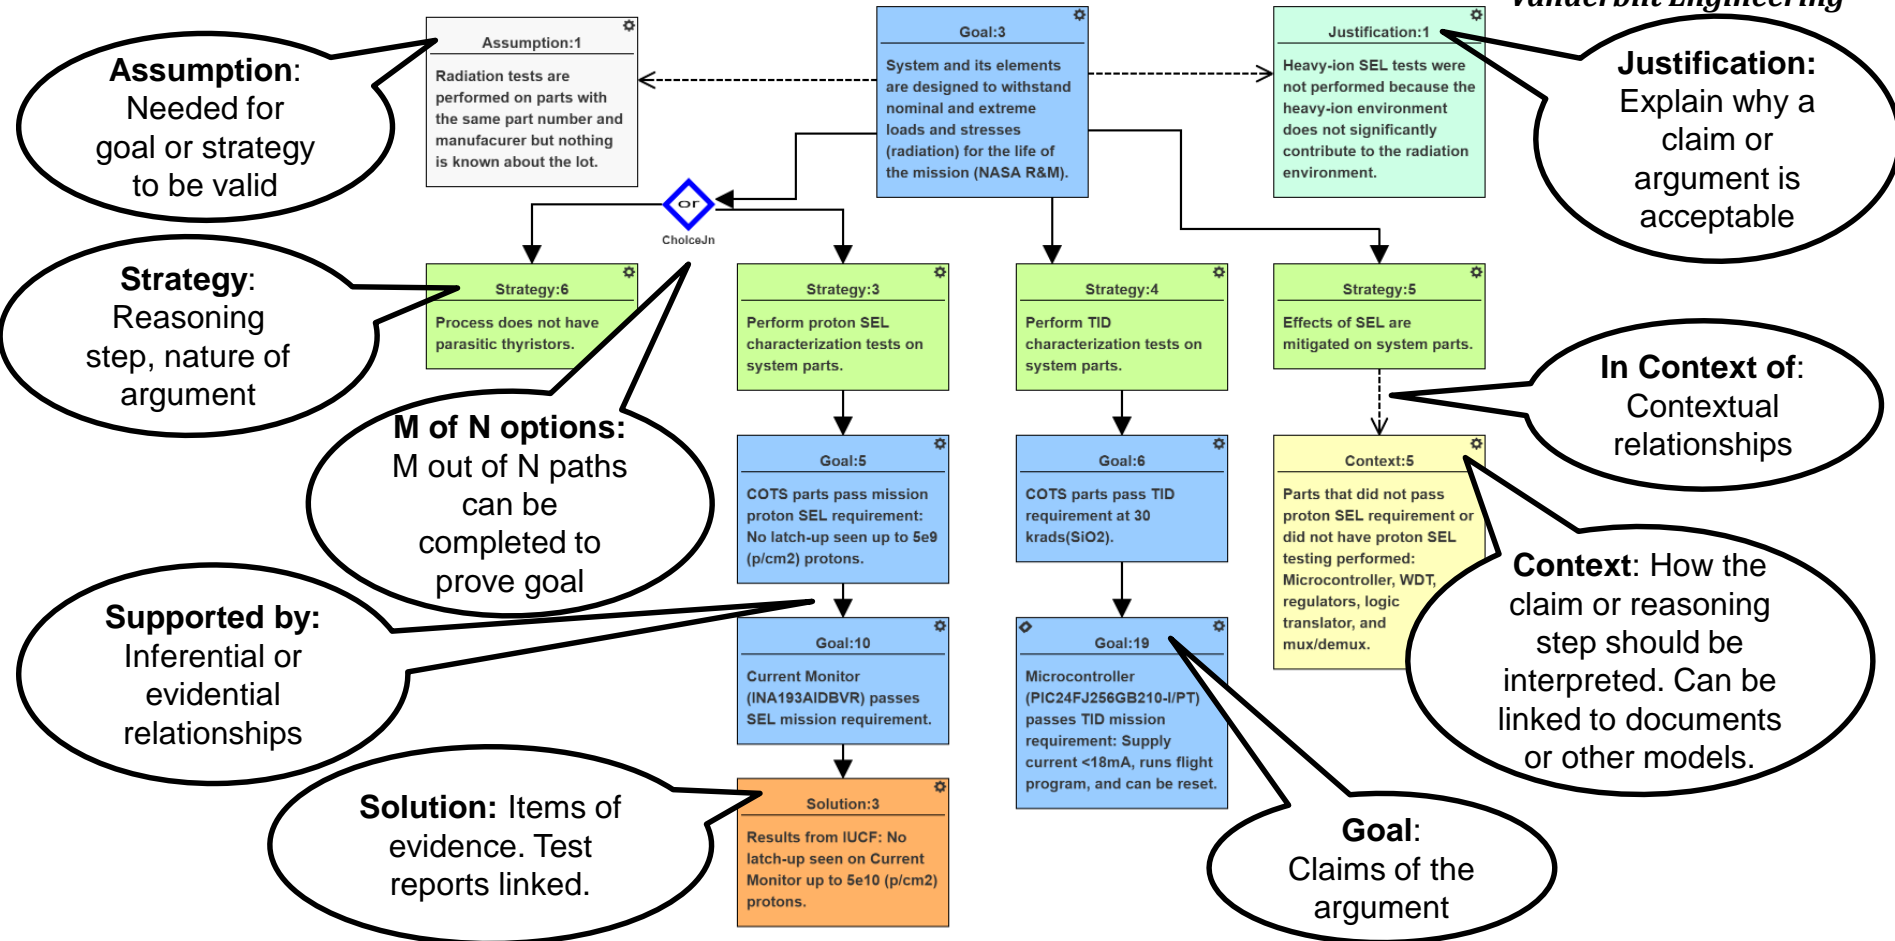 Vanderbilt Engineering
Assumption:
Needed for
goal or strategy
to be valid
Assumption:1
Radiation tests are
performed on parts with
the same part number and
manufacurer but nothing
is known about the lot.
Goal:3
System and its elements
are designed to withstand
nominal and extreme
loads and stresses
(radiation) for the life of
the mission (NASA R&M).
Justification:1
Heavy-ion SEL tests were
not performed because the
heavy-ion environment
does not significantly
contribute to the radiation
environment.
Justification:
Explain why a
claim or
argument is
acceptable
or
ChoiceJn
Strategy:
Reasoning
step, nature of
argument
Strategy:6
Process does not have
parasitic thyristors.
Strategy:3
Perform proton SEL
characterization tests on
system parts.
Strategy:4
Perform TID
characterization tests on
system parts.
Strategy:5
Effects of SEL are
mitigated on system parts.
In Context of:
Contextual
relationships
M of N options:
M out of N paths
can be
completed to
prove goal
Goal:5
COTS parts pass mission
proton SEL requirement:
No latch-up seen up to 5e9
(p/cm2) protons.
Goal:6
COTS parts pass TID
requirement at 30
krads(SiO2).
Context:5
Parts that did not pass
proton SEL requirement or
did not have proton SEL
testing performed:
Microcontroller, WDT,
regulators, logic
translator, and
mux/demux.
Context: How the
claim or reasoning
step should be
interpreted. Can be
linked to documents
or other models.
Supported by:
Inferential or
evidential
relationships
Goal:10
Current Monitor
(INA193AIDBVR) passes
SEL mission requirement.
Goal:19
Microcontroller
(PIC24FJ256GB210-I/PT)
passes TID mission
requirement: Supply
current <18mA, runs flight
program, and can be reset.
Solution: Items of
evidence. Test
reports linked.
Solution:3
Results from IUCF: No
latch-up seen on Current
Monitor up to 5e10 (p/cm2)
protons.
Goal:
Claims of the
argument